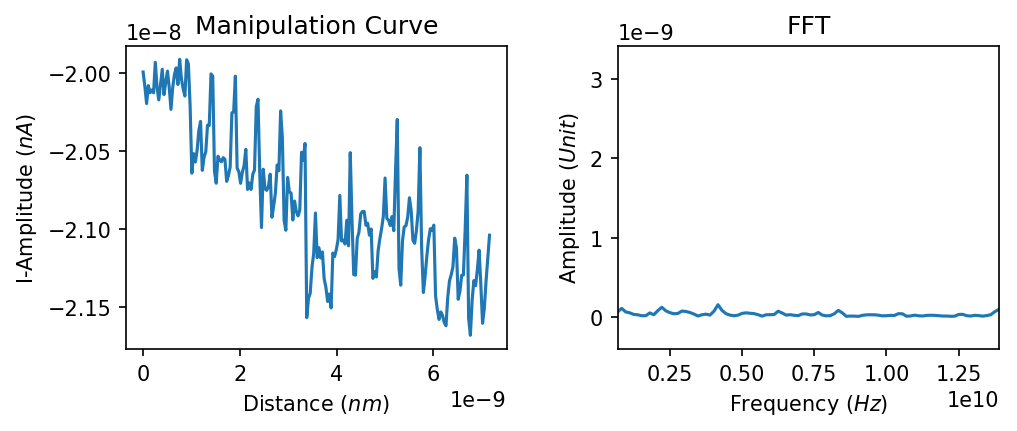 Manipulation Curve
1e−8
I-Amplitude (nA)
−2.00
−2.05
−2.10
−2.15
0 2 4 6
1e−9
Distance (nm)
FFT
1e−9
Amplitude (Unit)
3
2
1
0
0.25 0.50 0.75 1.00 1.25
1e10
Frequency (Hz)